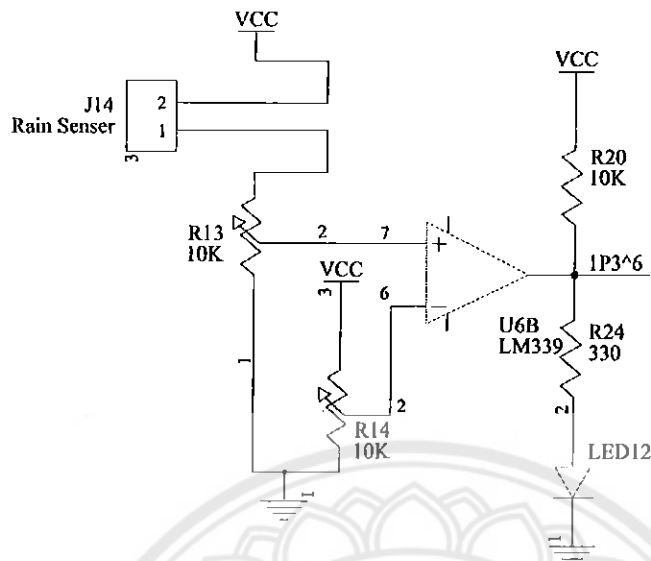 VCC
J14
Rain Senser
2
1
3
VCC
R20
10K
R13
10K
2
7
VCC
3
6
1P3^6
U6B
LM339
R24
330
1
2
R14
10K
2
LED12
1
1